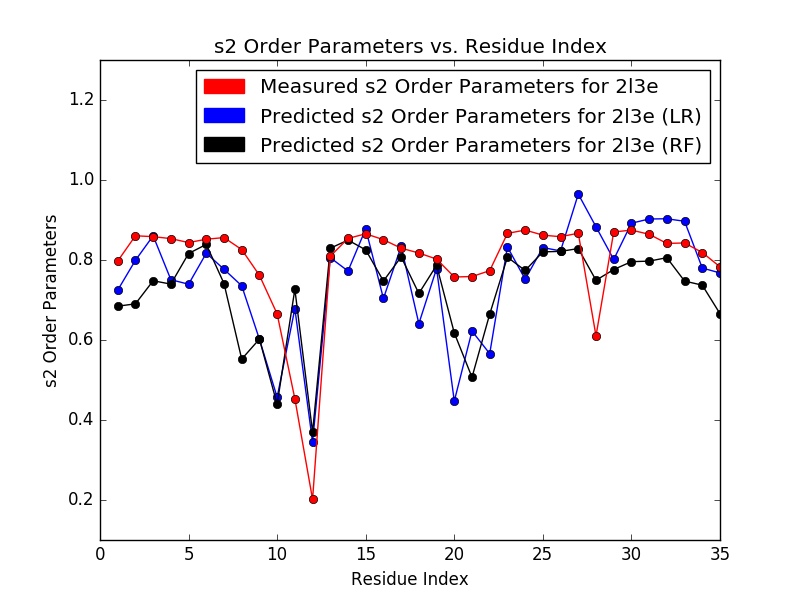 s2 Order Parameters vs. Residue Index
Measured s2 Order Parameters for 2l3e
Predicted s2 Order Parameters for 2l3e (LR)
Predicted s2 Order Parameters for 2l3e (RF)
s2 Order Parameters
1.2
1.0
0.8
0.6
0.4
0.2
0 5 10 15 20 25 30 35
Residue Index